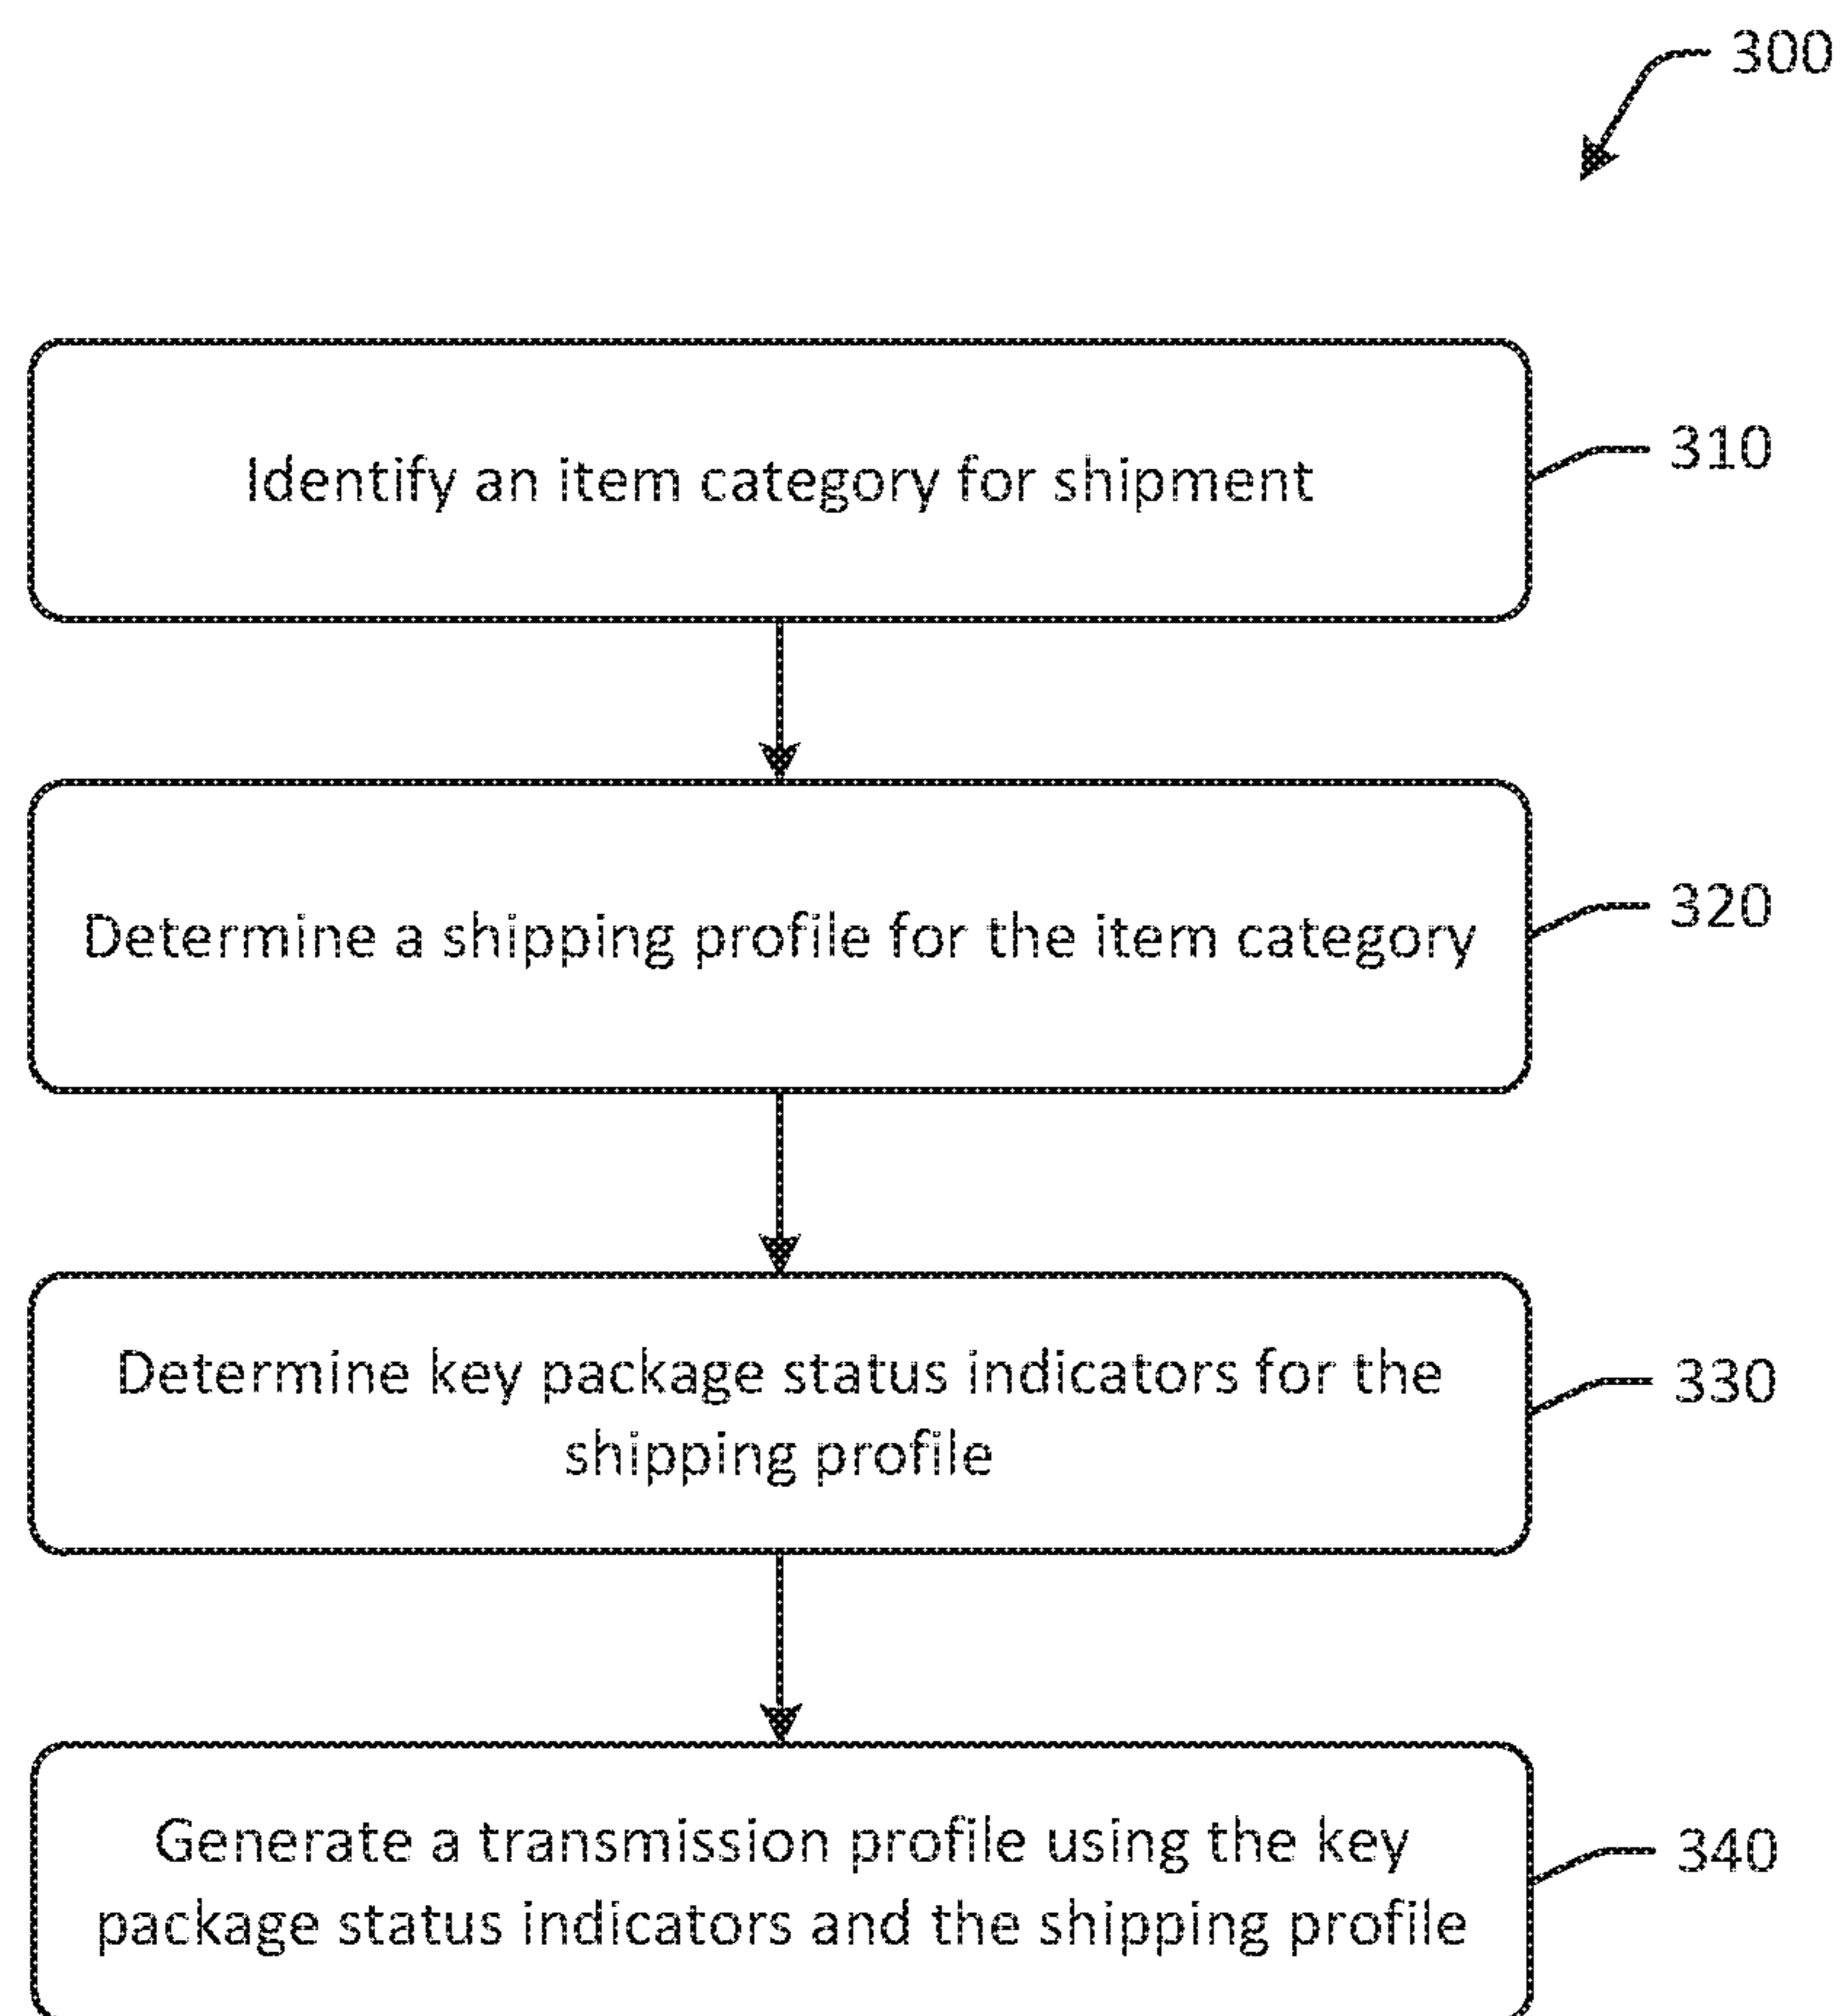 300
Identify an item category for shipment
310
Determine a shipping profile for the item category
320
Determine key package status indicators for the
shipping profile
330
Generate a transmission profile using the key
package status indicators and the shipping profile
340